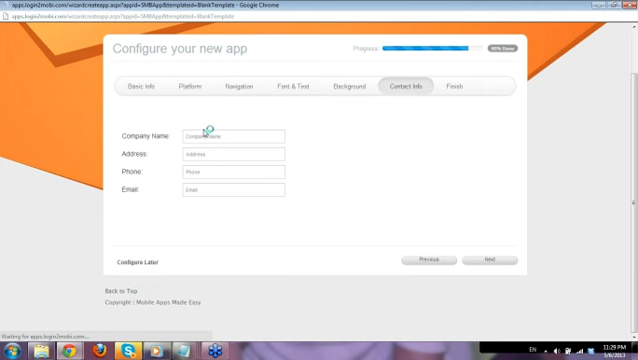 apps.login2mobi.com/wizardcreateapp.aspx?appid=SMBApp&templateid=BlankTemplate - Google Chrome
apps.login2mobi.com/wizardcreateapp.aspx?appid=SMBApp&templateid=BlankTemplate
Configure your new app
Progress: 90% Done
Basic Info Platform Navigation Font & Text Background Contact Info Finish
Company Name: Company Name
Address: Address
Phone: Phone
Email: Email
Configure Later Previous Next
Back to Top
Copyright | Mobile Apps Made Easy
Waiting for apps.login2mobi.com...
EN 11:29 PM
1/6/2013